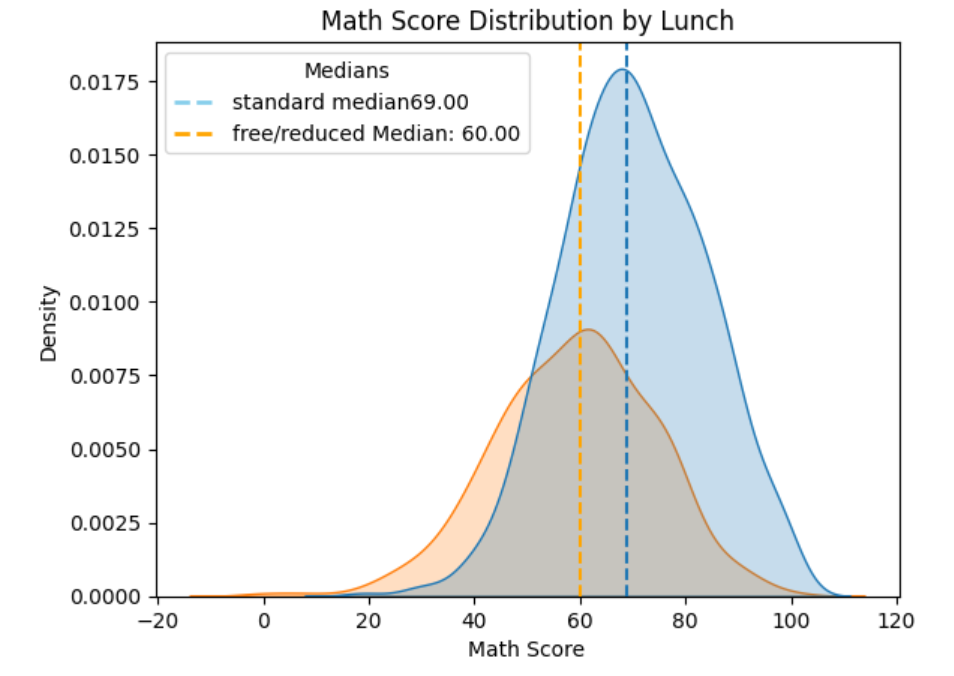 Math Score Distribution by Lunch
Medians
standard median69.00
free/reduced Median: 60.00
Density
0.0175
0.0150
0.0125
0.0100
0.0075
0.0050
0.0025
0.0000
−20 0 20 40 60 80 100 120
Math Score